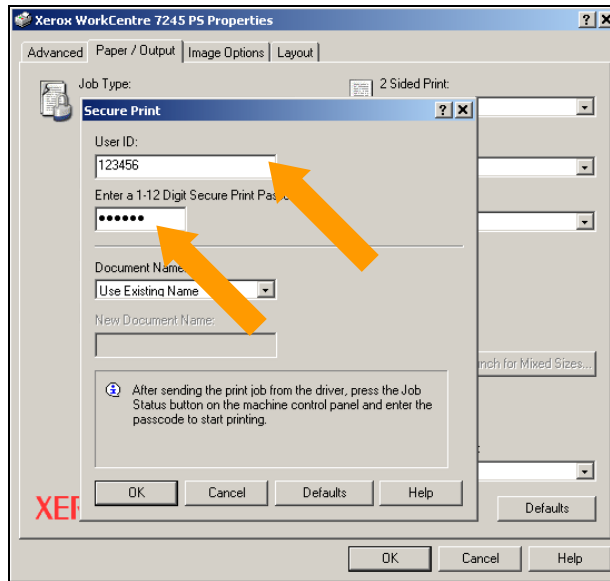 Xerox WorkCentre 7245 PS Properties
Advanced Paper / Output Image Options Layout
Job Type: 2 Sided Print:
Secure Print
User ID:
123456
Enter a 1-12 Digit Secure Print
••••••
Document Name
Use Existing Name
New Document Name:
for Mixed Sizes...
After sending the print job from the driver, press the Job
Status button on the machine control panel and enter the
passcode to start printing.
OK Cancel Defaults Help
Defaults
OK Cancel Help